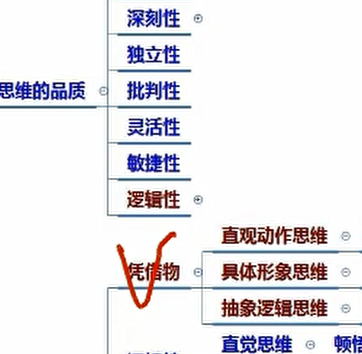 深刻性
独立性
思维的品质
批判性
灵活性
敏捷性
逻辑性
直观动作思维
凭借物
具体形象思维
抽象逻辑思维
直觉思维
顿悟